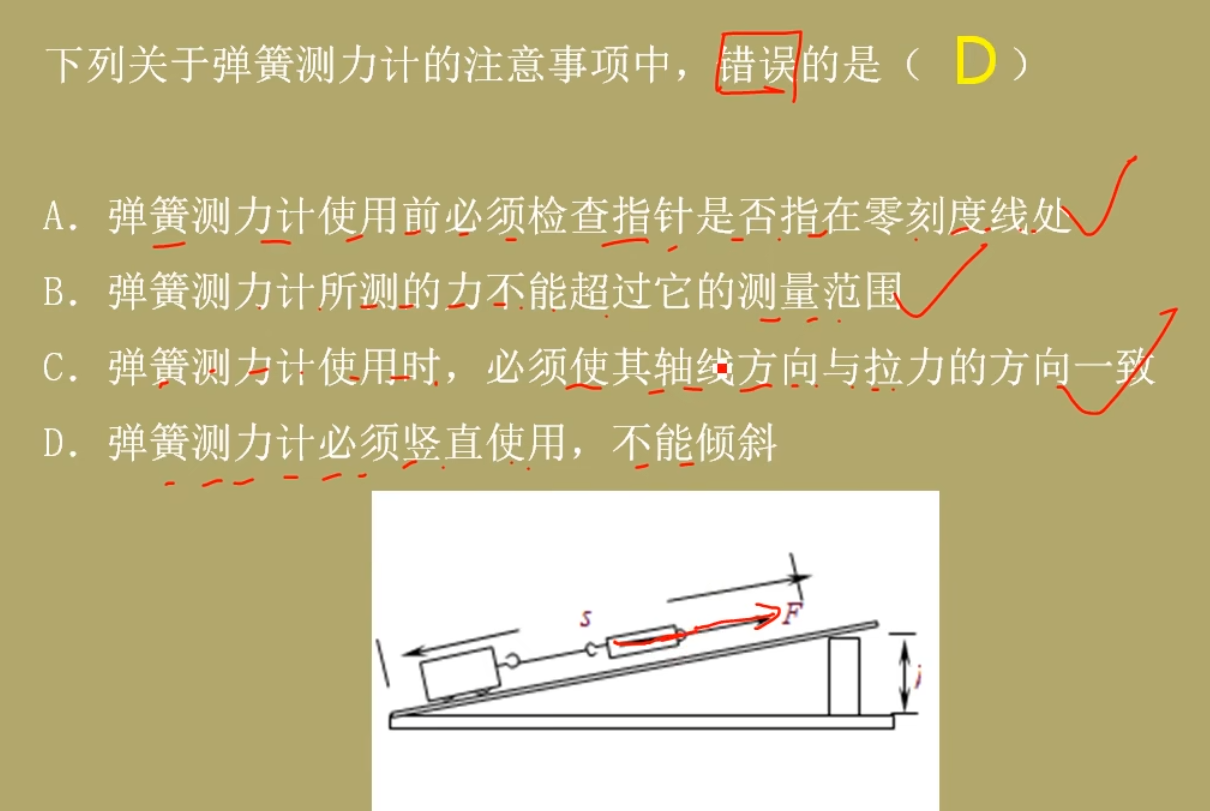 下列关于弹簧测力计的注意事项中，错误的是（ D ）
A. 弹簧测力计使用前必须检查指针是否指在零刻度线处
B. 弹簧测力计所测的力不能超过它的测量范围
C. 弹簧测力计使用时，必须使其轴线方向与拉力的方向一致
D. 弹簧测力计必须竖直使用，不能倾斜
s
F